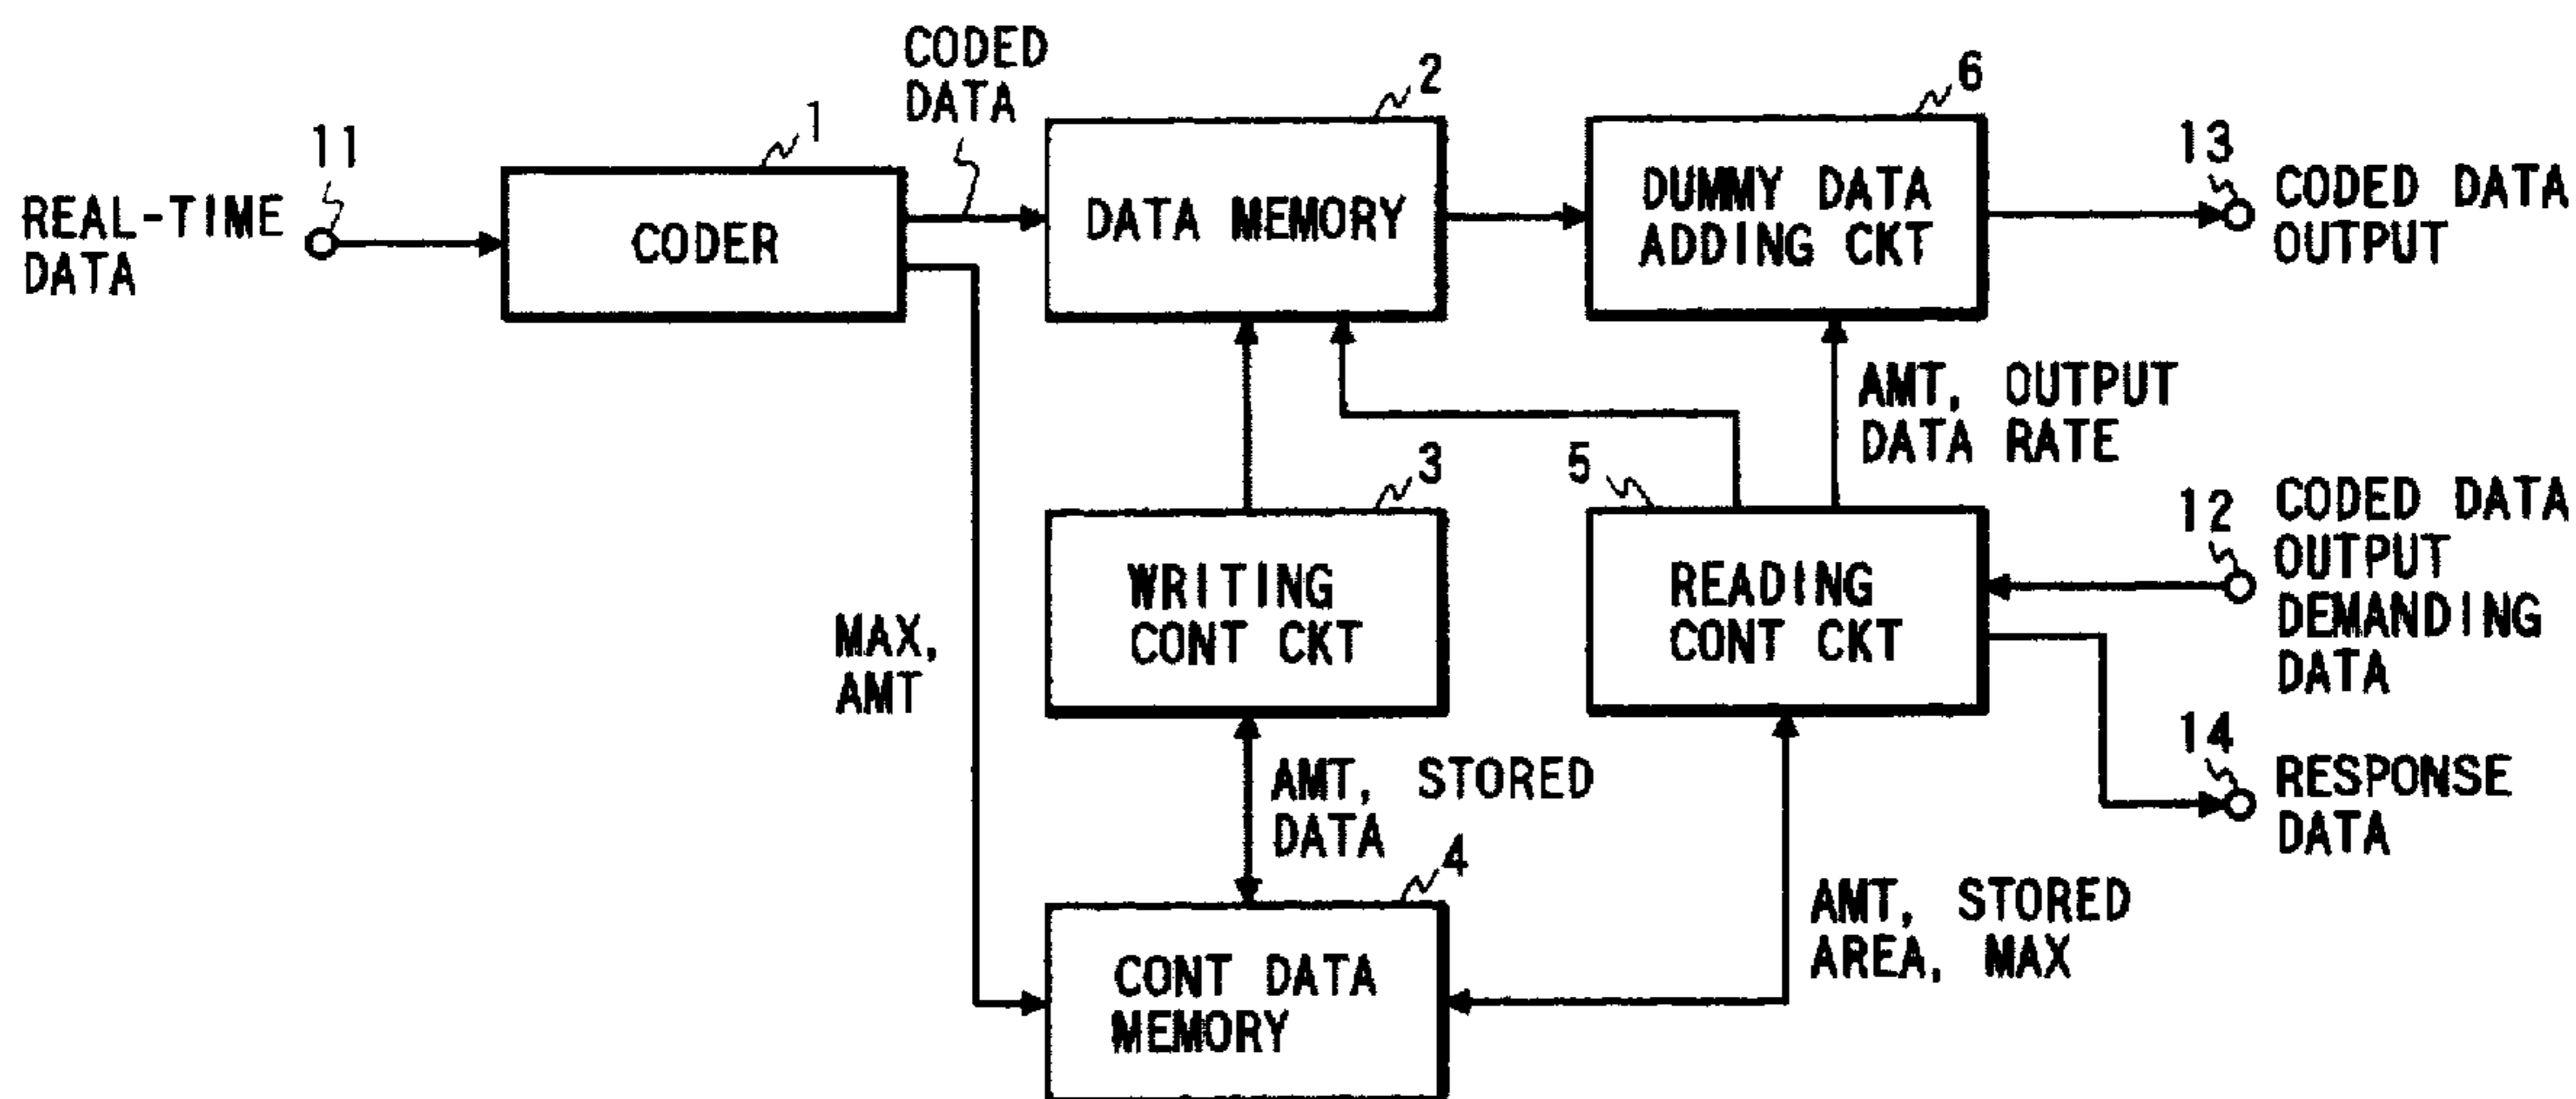 CODED
DATA
2
6
1
11
13
REAL-TIME
DATA
CODER
DATA MEMORY
DUMMY DATA
ADDING CKT
CODED DATA
OUTPUT
AMT, OUTPUT
DATA RATE
3
5
12
CODED DATA
OUTPUT
DEMANDING
DATA
WRITING
CONT CKT
READING
CONT CKT
MAX,
AMT
14
RESPONSE
DATA
AMT, STORED
DATA
4
AMT, STORED
AREA, MAX
CONT DATA
MEMORY